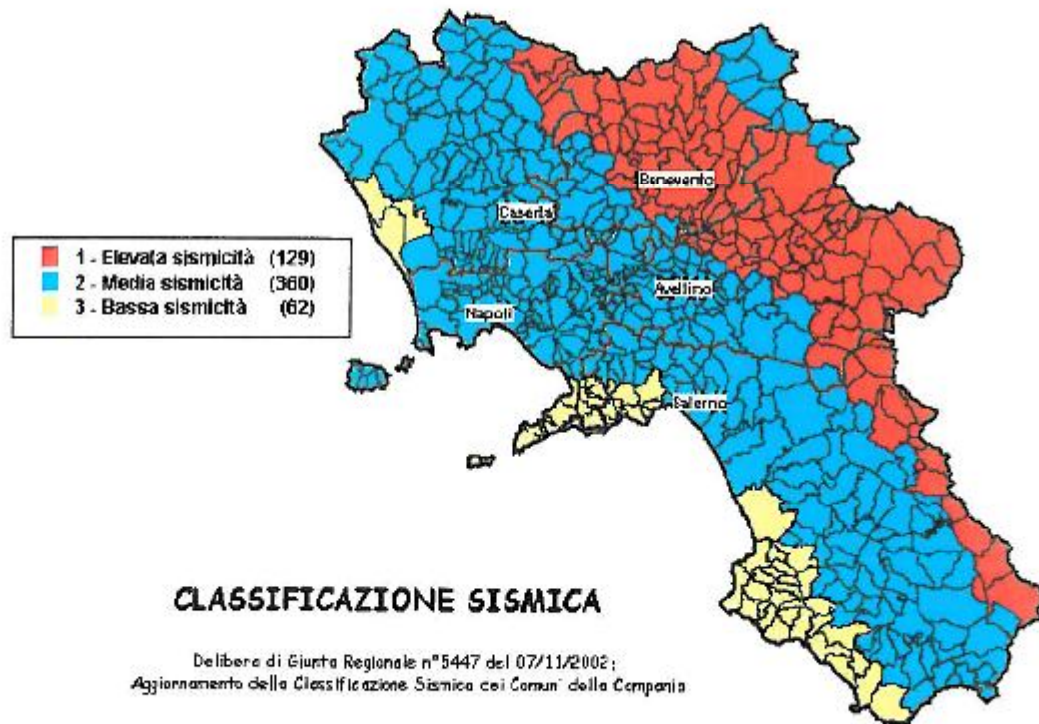 Benevento
Caserta
1 - Elevata sismicità (129)
2 - Media sismicità (360)
3 - Bassa sismicità (62)
Avellino
Napoli
Salerno
CLASSIFICAZIONE SISMICA
Delibera di Giunta Regionale n°5447 del 07/11/2002;
Aggiornamento della Classificazione Sismica dei Comuni della Campania